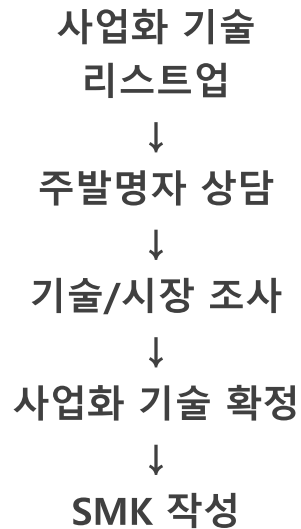 사업화 기술
리스트업
↓
주발명자 상담
↓
기술/시장 조사
↓
사업화 기술 확정
↓
SMK 작성